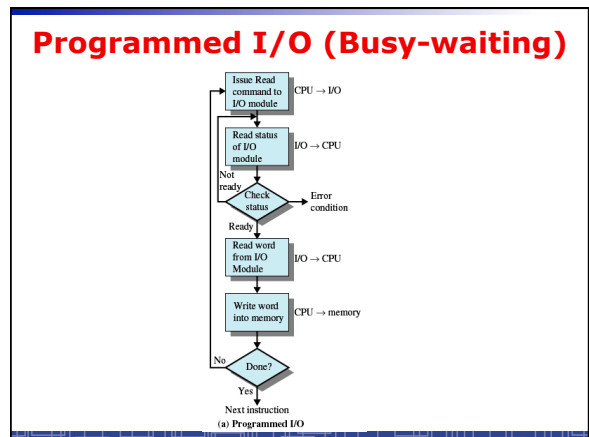 Programmed I/O (Busy-waiting)
Issue Read
command to
I/O module
CPU → I/O
Read status
of I/O
module
I/O → CPU
Not
ready
Check
status
Error
condition
Ready
Read word
from I/O
Module
I/O → CPU
Write word
into memory
CPU → memory
No
Done?
Yes
Next instruction
(a) Programmed I/O